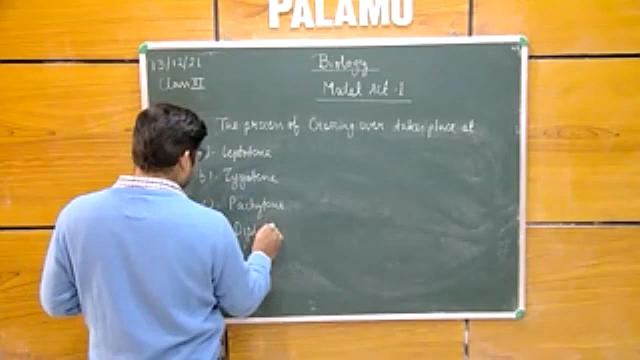 PALAMU
13/12/21
Biology
Class XI
Model set -1
The process of Crossing over takes place at
a)- Leptotene
b)- Zygotene
c)- Pachytene
Dipl